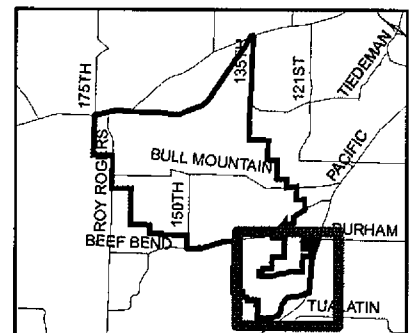 175TH
135TH
121ST
TIEDEMAN
PACIFIC
BULL MOUNTAIN
ROY ROGERS
150TH
BEEF BEND
DURHAM
TUALATIN